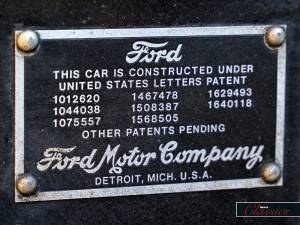 Ford
THIS CAR IS CONSTRUCTED UNDER
UNITED STATES LETTERS PATENT
1012620 1467478 1629493
1044038 1508387 1640118
1075557 1568505
OTHER PATENTS PENDING
Ford Motor Company
DETROIT, MICH. U.S.A.
Classics